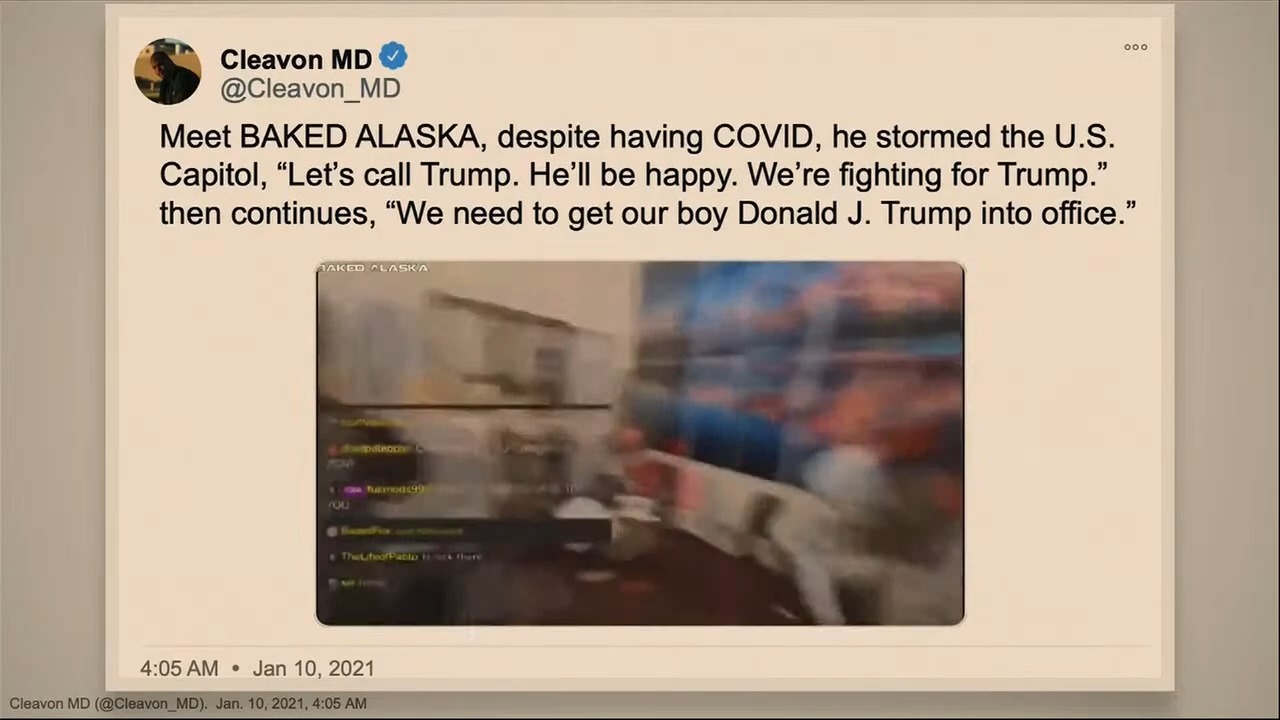 Cleavon MD
@Cleavon_MD
Meet BAKED ALASKA, despite having COVID, he stormed the U.S.
Capitol, “Let’s call Trump. He’ll be happy. We’re fighting for Trump.”
then continues, “We need to get our boy Donald J. Trump into office.”
BAKED ALASKA
YOU
TheLifeofPablo
4:05 AM • Jan 10, 2021
Cleavon MD (@Cleavon_MD). Jan. 10, 2021, 4:05 AM